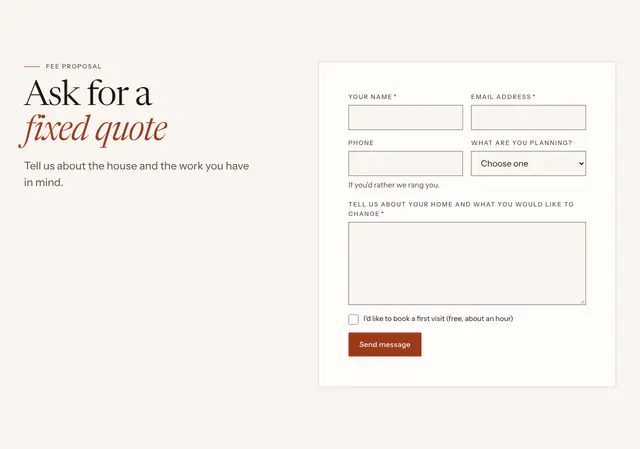 FEE PROPOSAL
Ask for a
fixed quote
Tell us about the house and the work you have
in mind.
YOUR NAME*
EMAIL ADDRESS*
PHONE
WHAT ARE YOU PLANNING?
Choose one
If you'd rather we rang you.
TELL US ABOUT YOUR HOME AND WHAT YOU WOULD LIKE TO
CHANGE*
I'd like to book a first visit (free, about an hour)
Send message